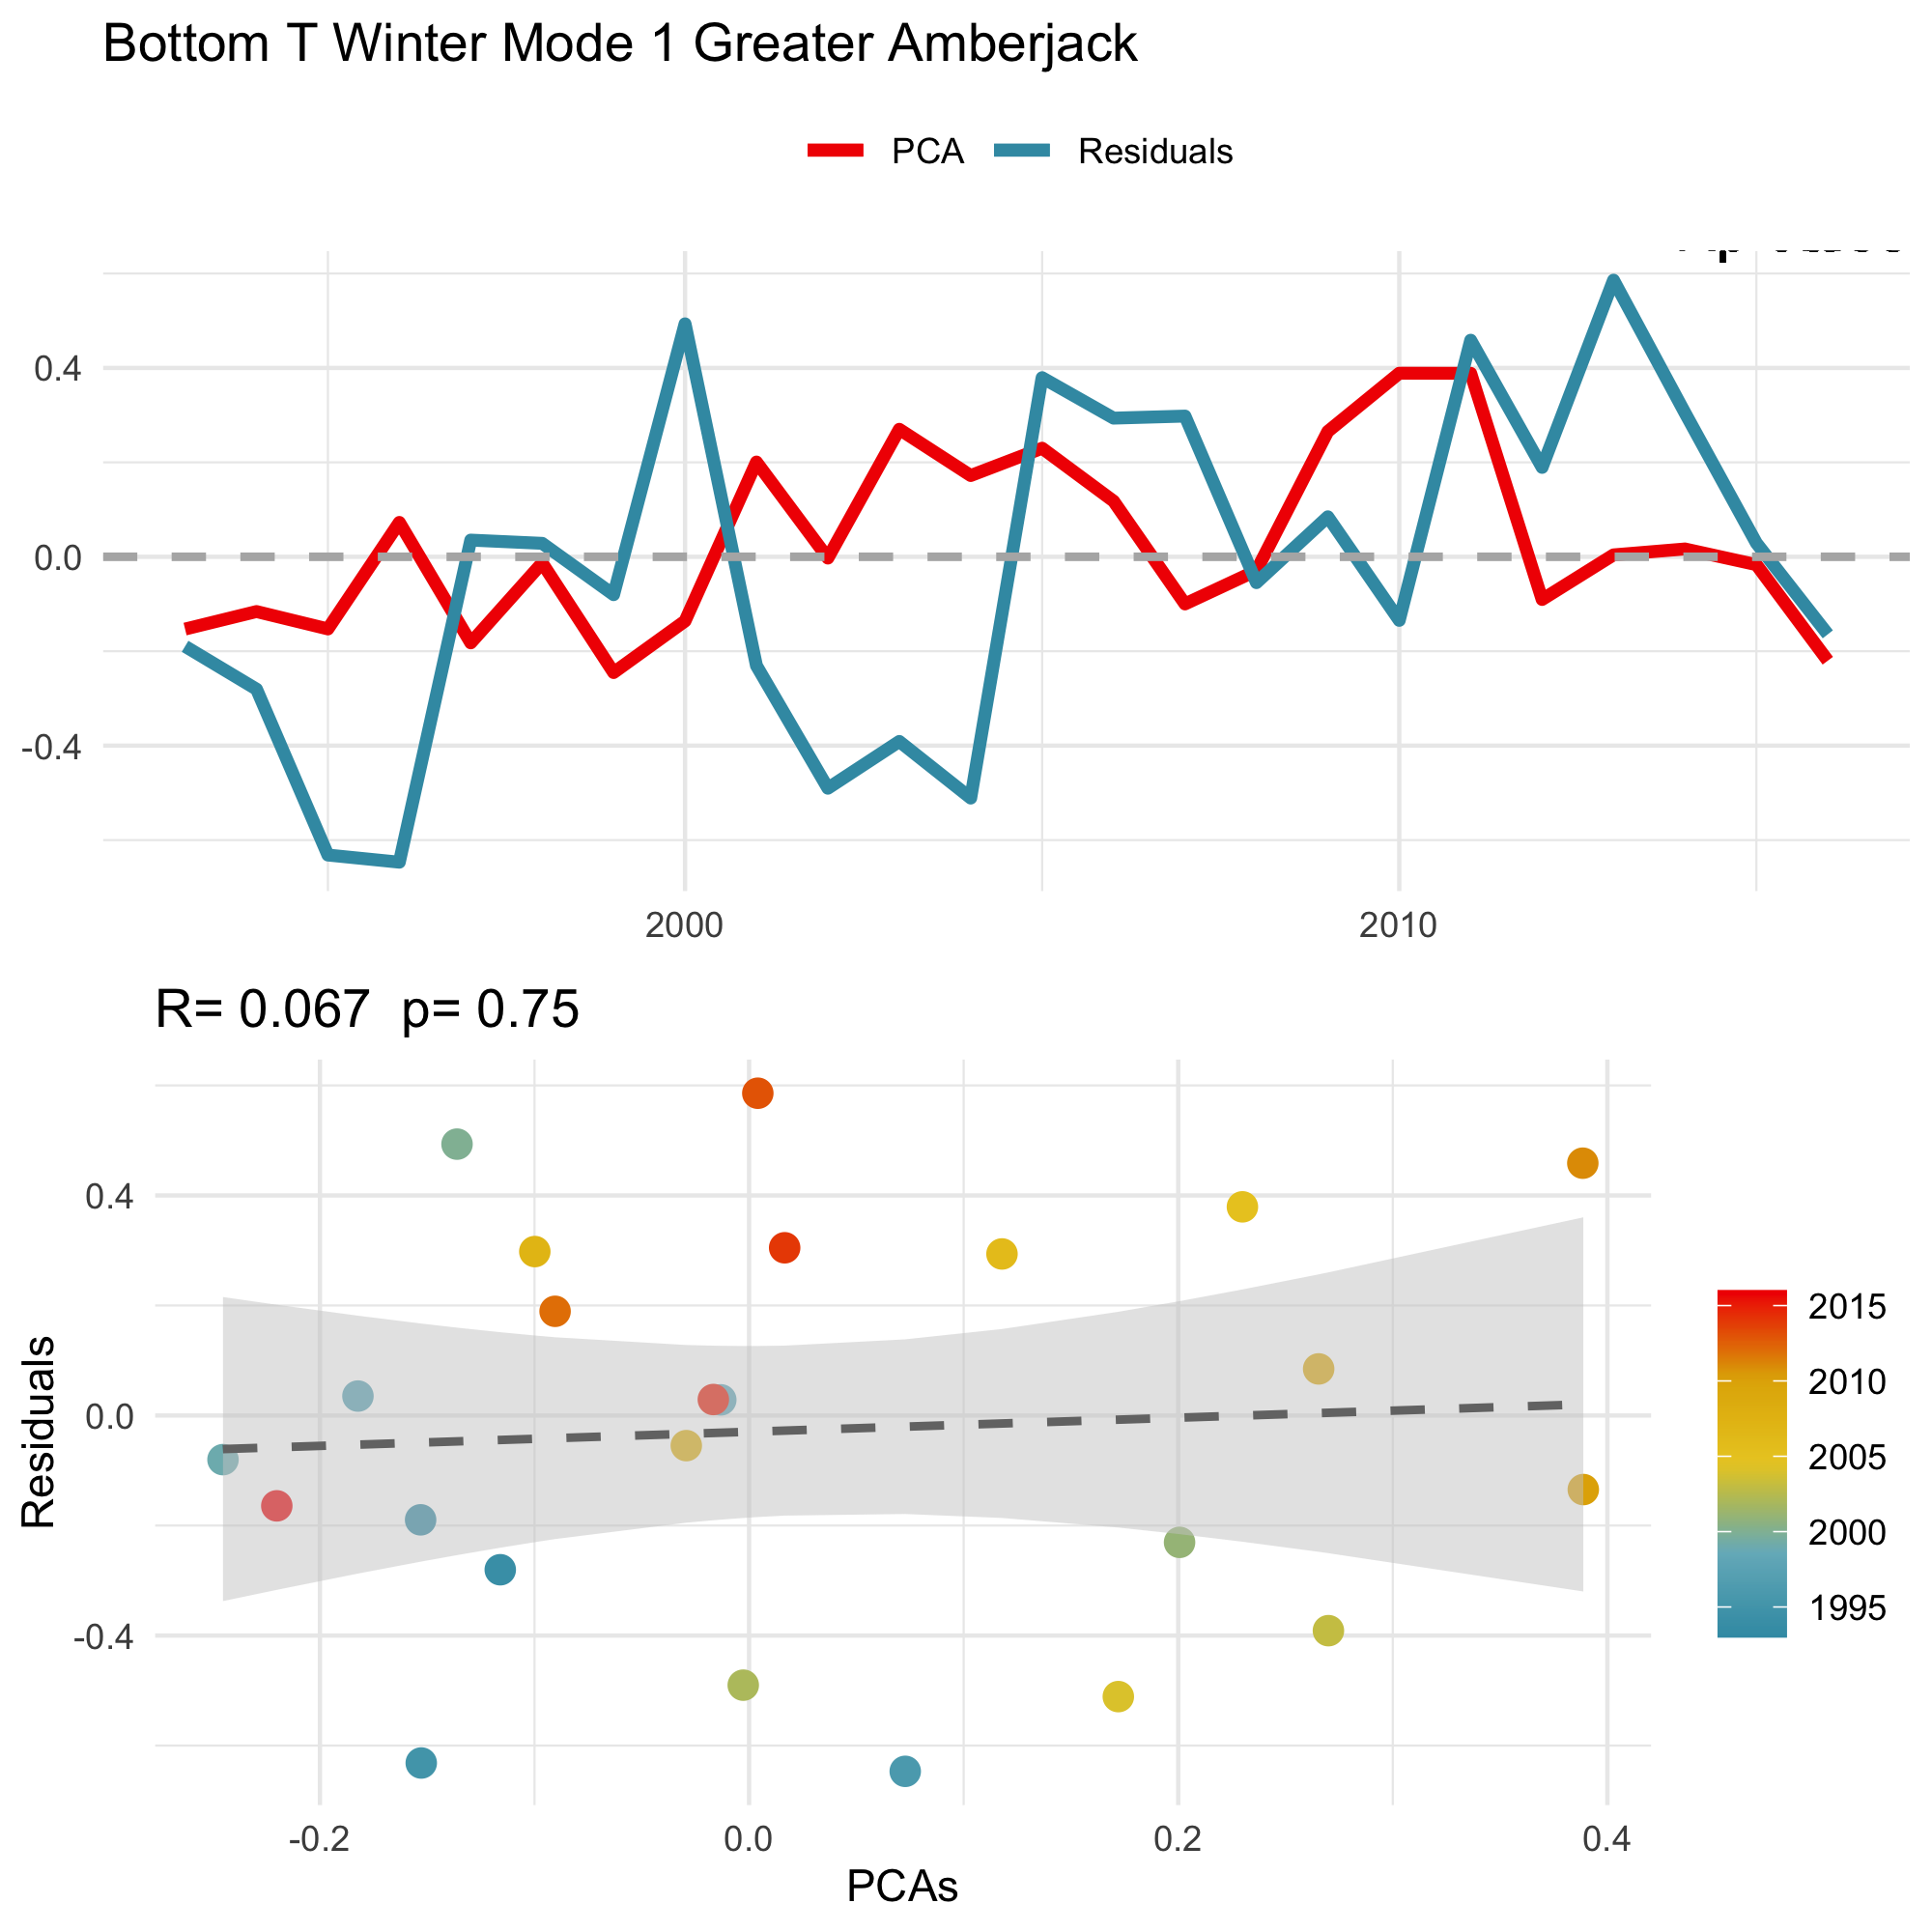 Bottom T Winter Mode 1 Greater Amberjack
PCA Residuals
0.4
0.0
-0.4
2000 2010
R= 0.067 p= 0.75
Residuals
0.4
0.0
-0.4
-0.2 0.0 0.2 0.4
PCAs
2015
2010
2005
2000
1995